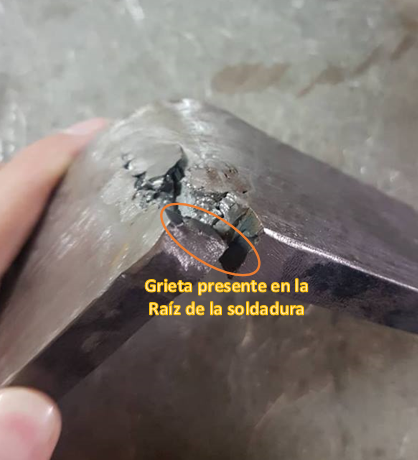 Grieta presente en la
Raíz de la soldadura